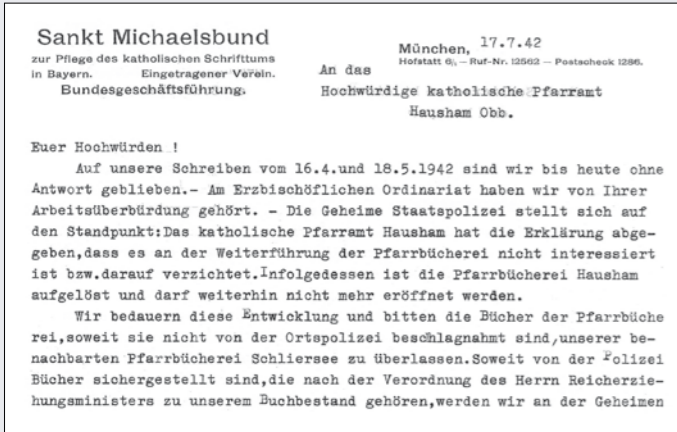 Sankt Michaelsbund
zur Pflege des katholischen Schrifttums
in Bayern. Eingetragener Verein.
Bundesgeschäftsführung.
München, 17.7.42
Hofstatt 6/I – Ruf-Nr. 12562 – Postscheck 1286.
An das
Hochwürdige katholische Pfarramt
Hausham Obb.
Euer Hochwürden !
Auf unsere Schreiben vom 16.4.und 18.5.1942 sind wir bis heute ohne
Antwort geblieben.- Am Erzbischöflichen Ordinariat haben wir von Ihrer
Arbeitsüberbürdung gehört. - Die Geheime Staatspolizei stellt sich auf
den Standpunkt:Das katholische Pfarramt Hausham hat die Erklärung abge-
geben,dass es an der Weiterführung der Pfarrbücherei nicht interessiert
ist bzw.darauf verzichtet.Infolgedessen ist die Pfarrbücherei Hausham
aufgelöst und darf weiterhin nicht mehr eröffnet werden.
Wir bedauern diese Entwicklung und bitten die Bücher der Pfarrbüche
rei,soweit sie nicht von der Ortspolizei beschlagnahmt sind,unserer be-
nachbarten Pfarrbücherei Schliersee zu überlassen.Soweit von der Polizei
Bücher sichergestellt sind,die nach der Verordnung des Herrn Reicherzie-
hungsministers zu unserem Buchbestand gehören,werden wir an der Geheimen